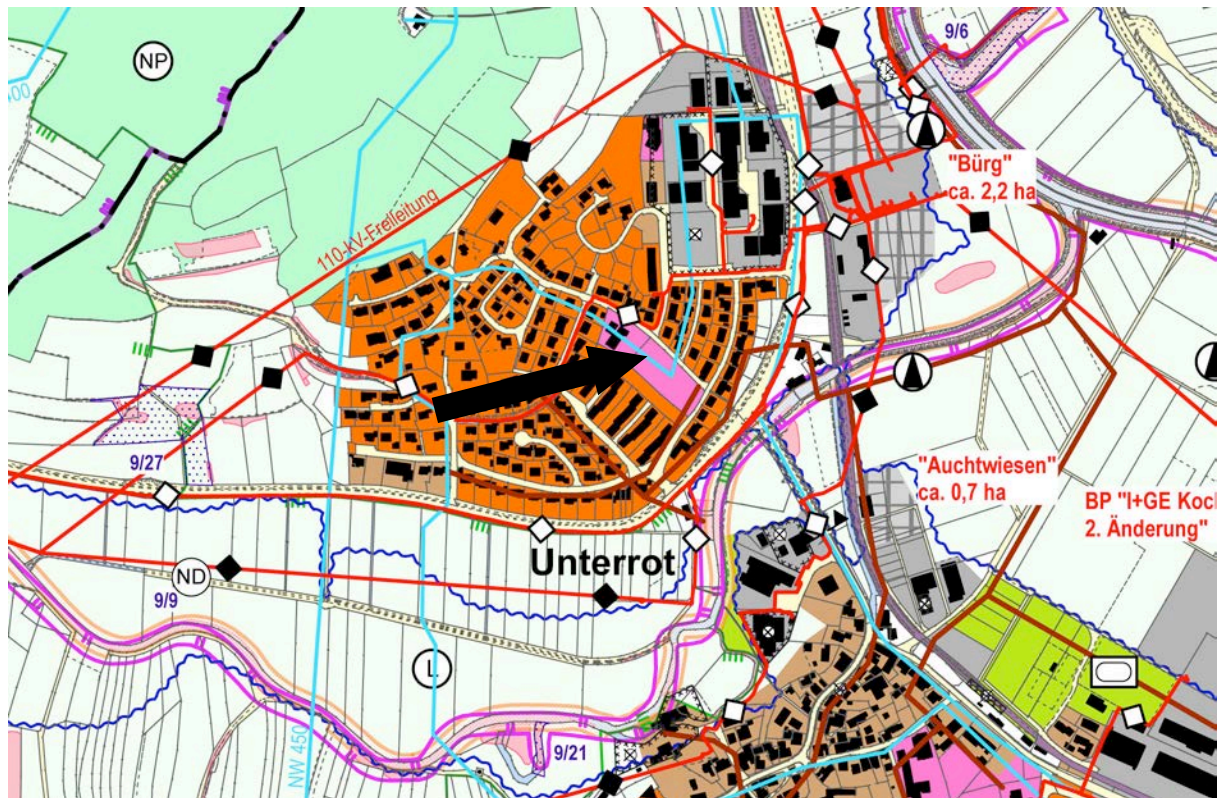 9/6
NP
"Bürg"
ca. 2,2 ha
110-KV-Freileitung
9/27
"Auchtwiesen"
ca. 0,7 ha
BP "I+GE Koch
2. Änderung"
Unterrot
ND
9/9
L
NW 450
9/21